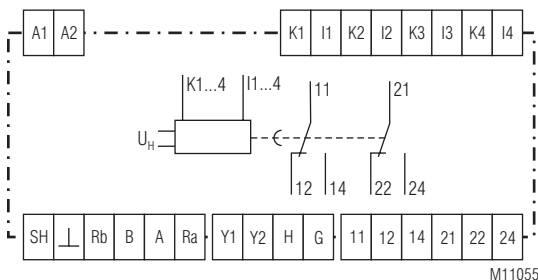 A1 A2 K1 I1 K2 I2 K3 I3 K4 I4
K1...4 I1...4 11 21
UH
12 14 22 24
SH ⊥ Rb B A Ra Y1 Y2 H G 11 12 14 21 22 24
M11055